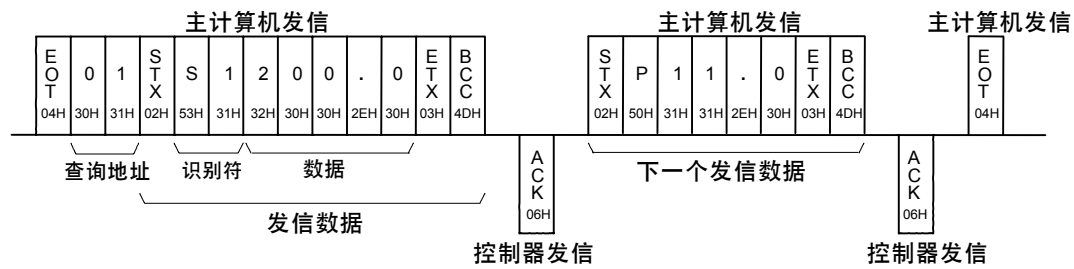 主计算机发信 主计算机发信 主计算机发信
EOT 0 1 STX S 1 2 0 0 . 0 ETX BCC STX P 1 1 . 0 ETX BCC EOT
04H 30H 31H 02H 53H 31H 32H 30H 30H 2EH 30H 03H 4DH 02H 50H 31H 31H 2EH 30H 03H 4DH 04H
查询地址 识别符 数据 ACK 下一个发信数据 ACK
发信数据 06H 06H
控制器发信 控制器发信